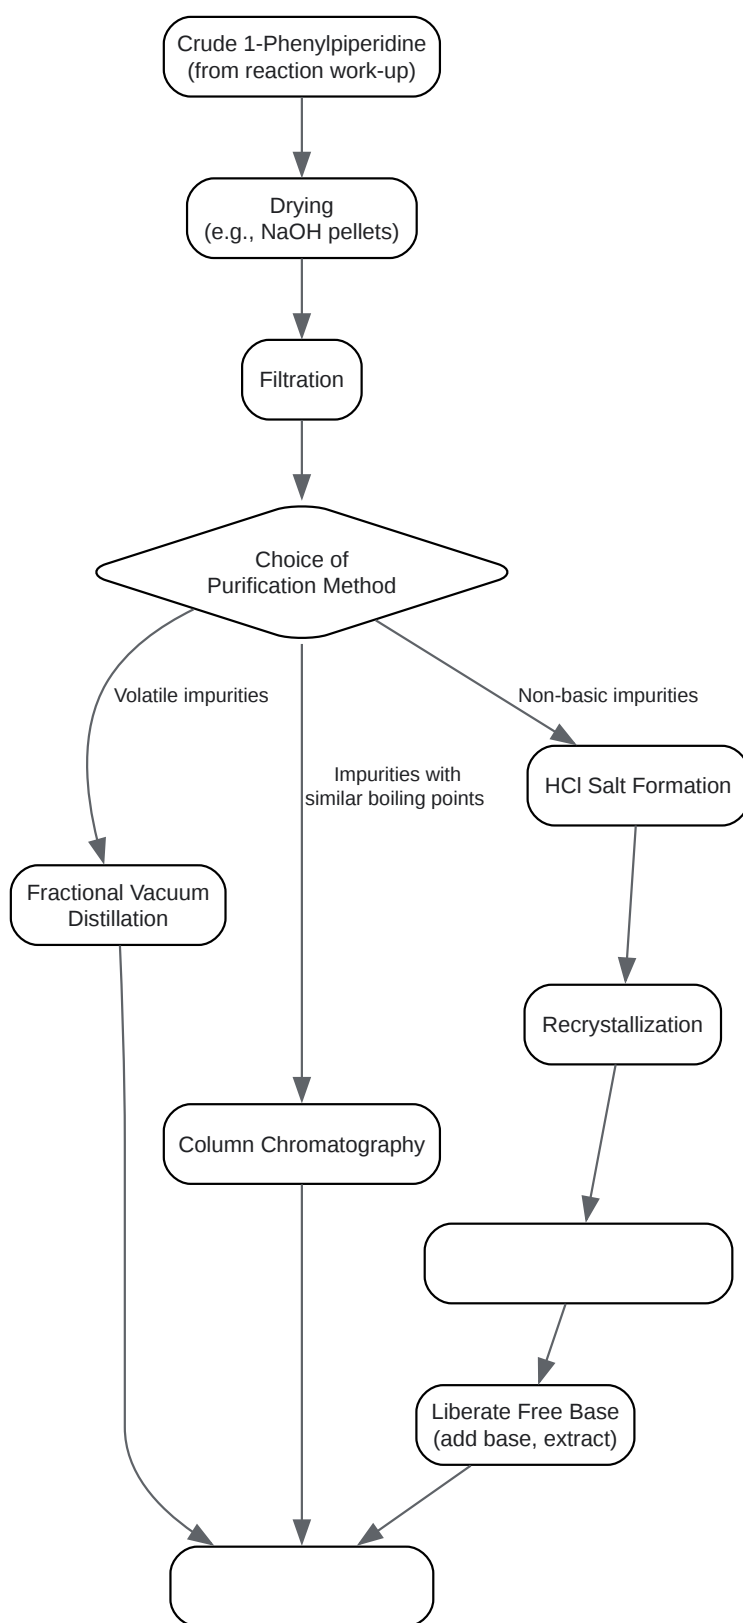 Crude 1-Phenylpiperidine
(from reaction work-up)
Drying
(e.g., NaOH pellets)
Filtration
Choice of
Purification Method
Volatile impurities
Non-basic impurities
Impurities with
similar boiling points
HCl Salt Formation
Fractional Vacuum
Distillation
Recrystallization
Column Chromatography
Liberate Free Base
(add base, extract)